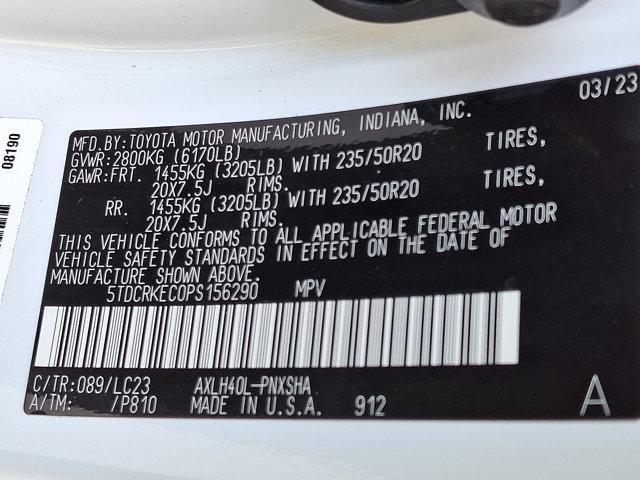 03/23
MFD.BY:TOYOTA MOTOR MANUFACTURING, INDIANA, INC.
GVWR:2800KG (6170LB)
GAWR:FRT. 1455KG (3205LB) WITH 235/50R20 TIRES,
20X7.5J RIMS.
RR. 1455KG (3205LB) WITH 235/50R20 TIRES,
20X7.5J RIMS.
THIS VEHICLE CONFORMS TO ALL APPLICABLE FEDERAL MOTOR
VEHICLE SAFETY STANDARDS IN EFFECT ON THE DATE OF
MANUFACTURE SHOWN ABOVE.
5TDCRKEC0PS156290 MPV
C/TR:089/LC23 AXLH40L-PNXSHA
A/TM: /P810 MADE IN U.S.A. 912
A
08190